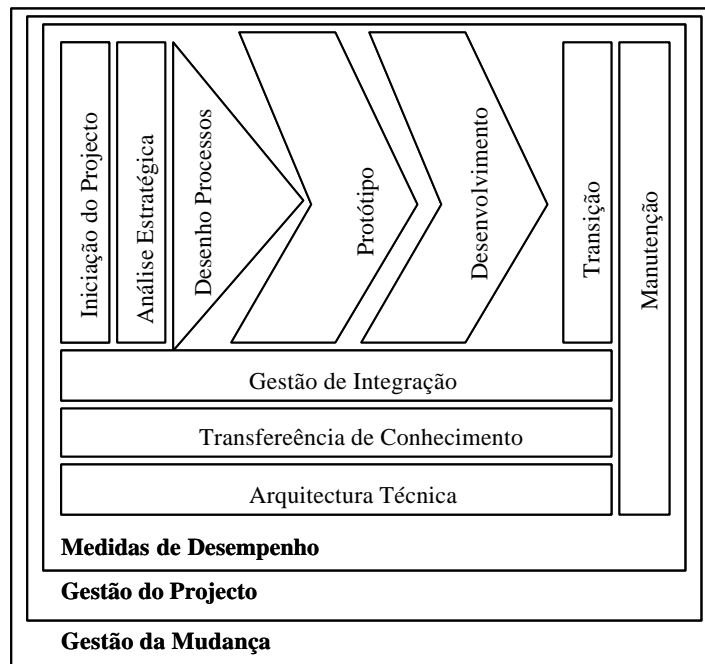 Iniciação do Projecto
Análise Estratégica
Desenho Processos
Protótipo
Desenvolvimento
Transição
Manutenção
Gestão de Integração
Transfereência de Conhecimento
Arquitectura Técnica
Medidas de Desempenho
Gestão do Projecto
Gestão da Mudança